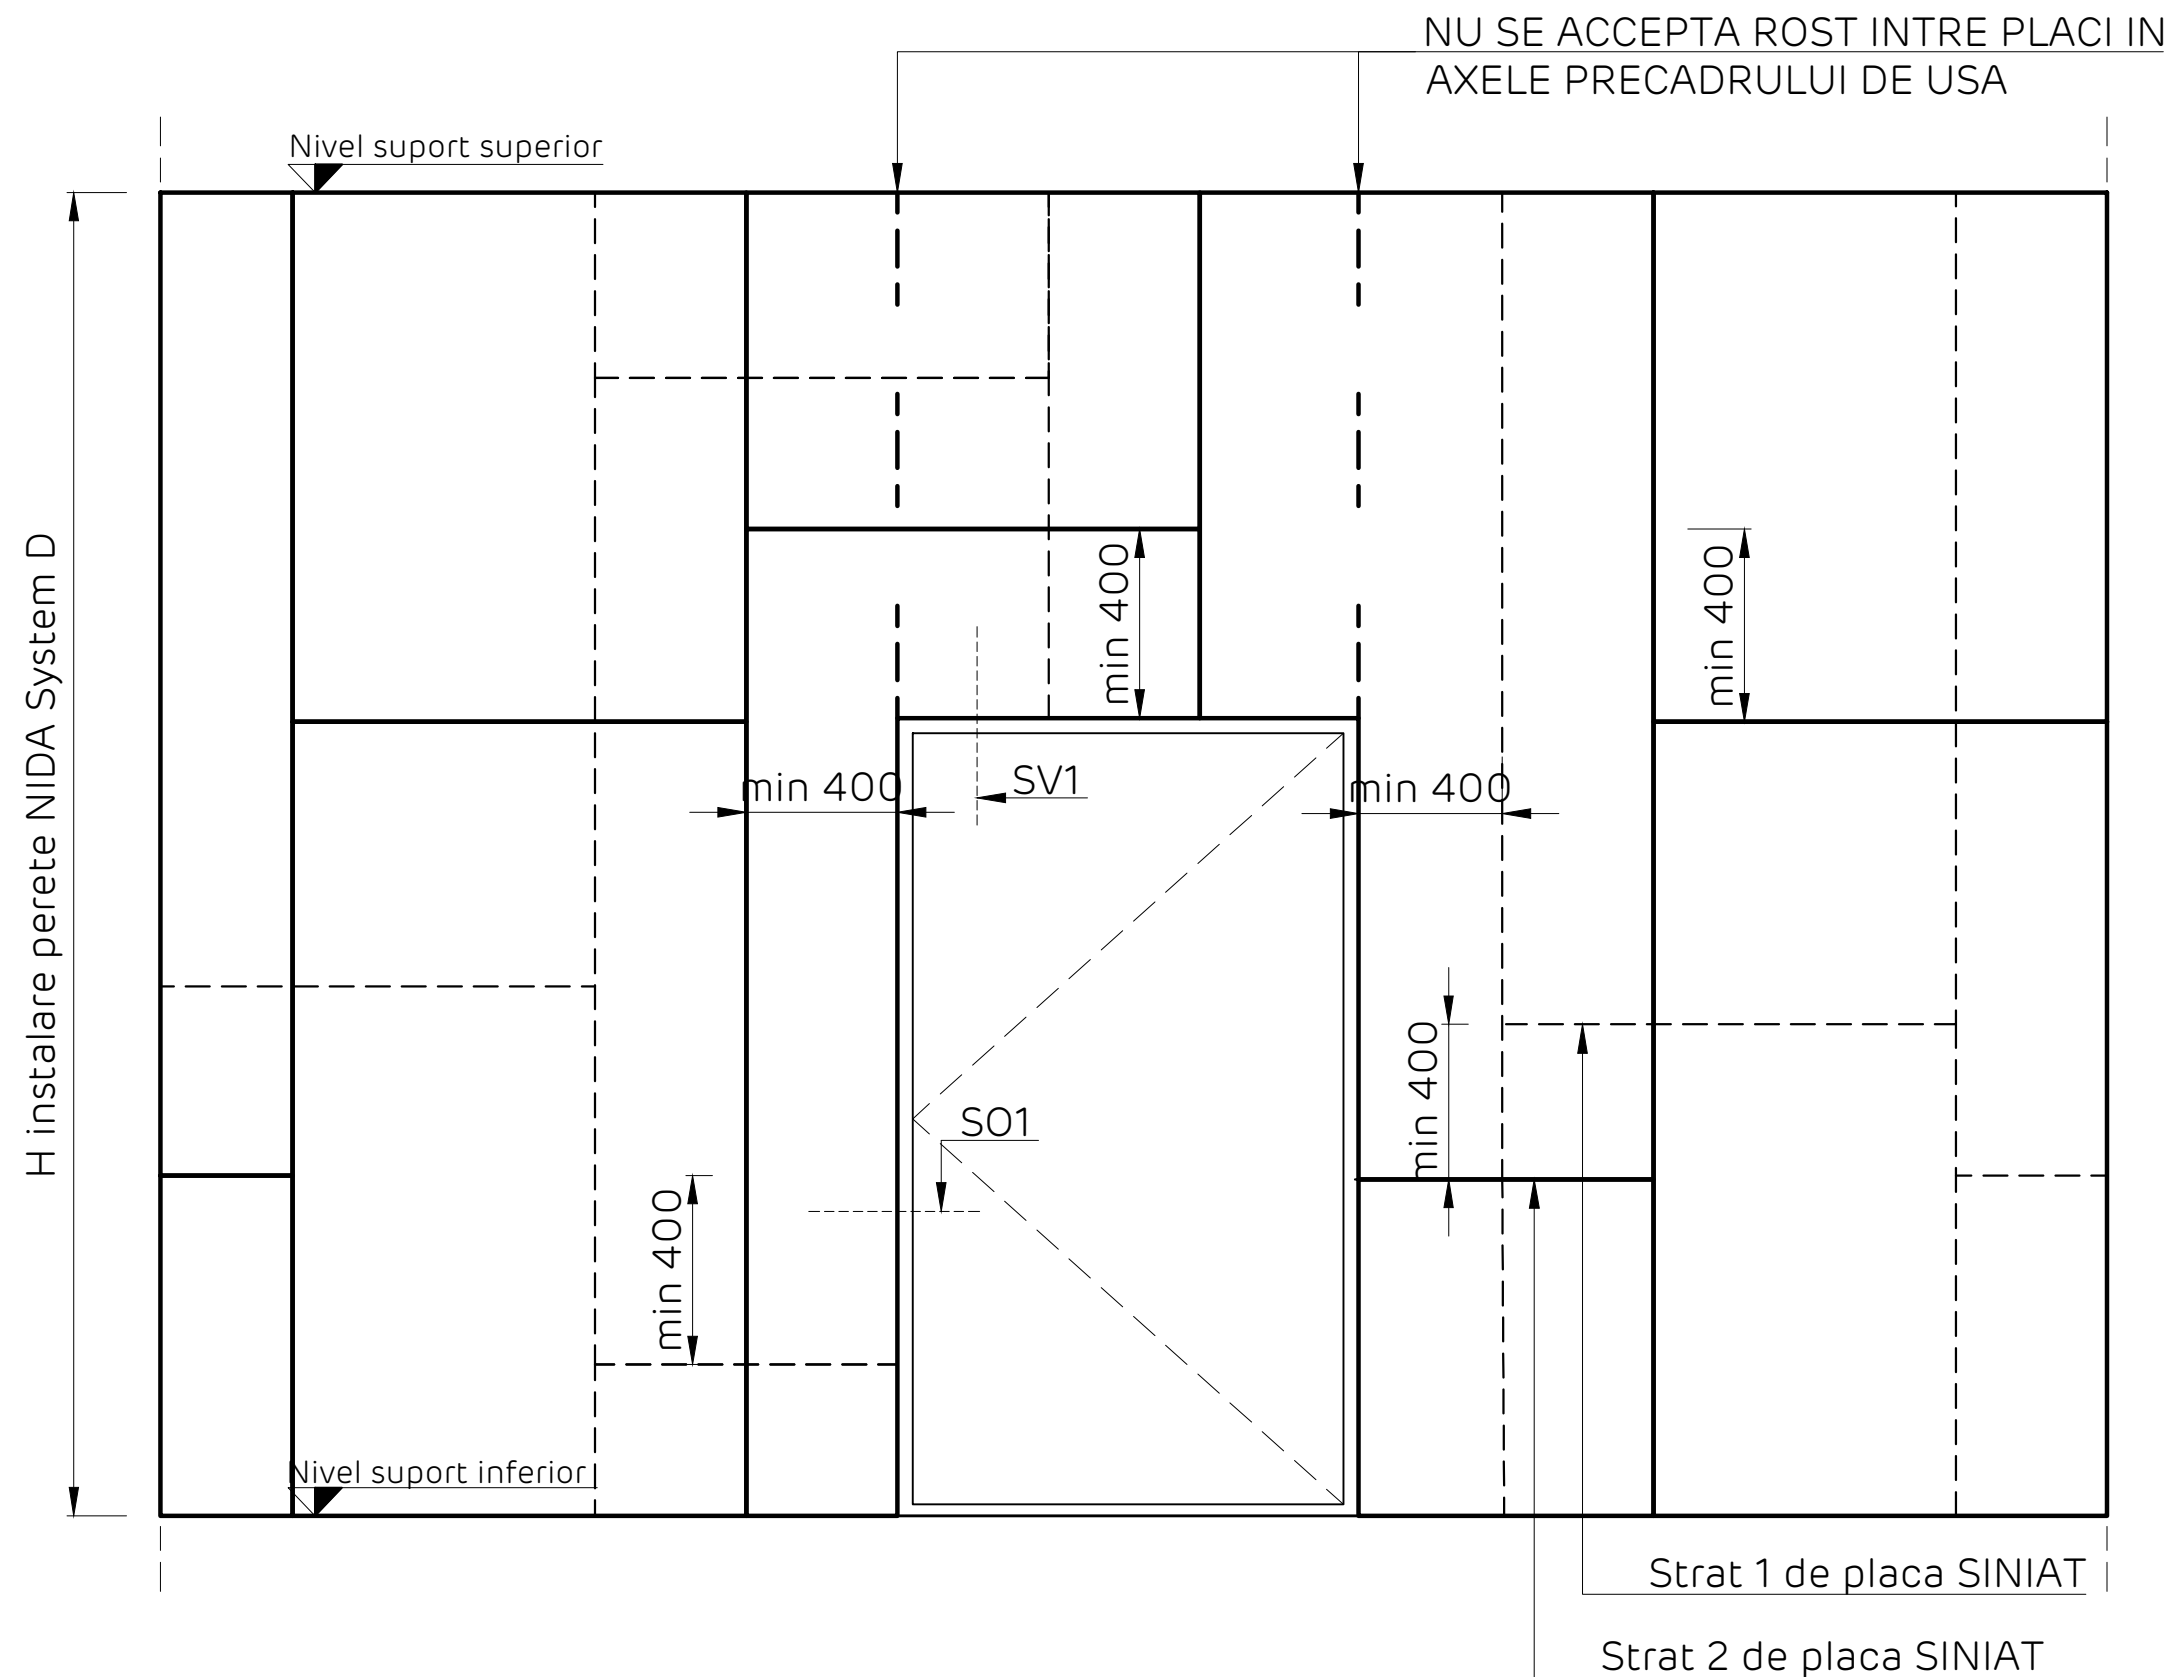 NU SE ACCEPTA ROST INTRE PLACI IN
AXELE PRECADRULUI DE USA
Nivel suport superior
H instalare perete NIDA System D
min 400
min 400
min 400
SV1
min 400
min 400
SO1
min 400
Nivel suport inferior
Strat 1 de placa SINIAT
Strat 2 de placa SINIAT